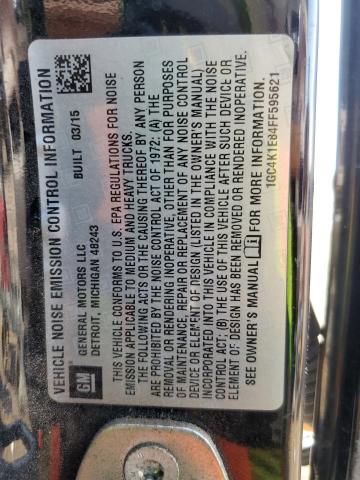 VEHICLE NOISE EMISSION CONTROL INFORMATION
GM
GENERAL MOTORS LLC
DETROIT, MICHIGAN 48243
BUILT 03/15
THIS VEHICLE CONFORMS TO U.S. EPA REGULATIONS FOR NOISE
EMISSION APPLICABLE TO MEDIUM AND HEAVY TRUCKS.
THE FOLLOWING ACTS OR THE CAUSING THEREOF BY ANY PERSON
ARE PROHIBITED BY THE NOISE CONTROL ACT OF 1972: (A) THE
REMOVAL OR RENDERING INOPERATIVE, OTHER THAN FOR PURPOSES
OF MAINTENANCE, REPAIR OR REPLACEMENT, OF ANY NOISE CONTROL
DEVICE OR ELEMENT OF DESIGN (LISTED IN THE OWNER'S MANUAL)
INCORPORATED INTO THIS VEHICLE IN COMPLIANCE WITH THE NOISE
CONTROL ACT; (B) THE USE OF THIS VEHICLE AFTER SUCH DEVICE OR
ELEMENT OF DESIGN HAS BEEN REMOVED OR RENDERED INOPERATIVE.
SEE OWNER'S MANUAL FOR MORE INFORMATION.
1GC4K1E84FF595621